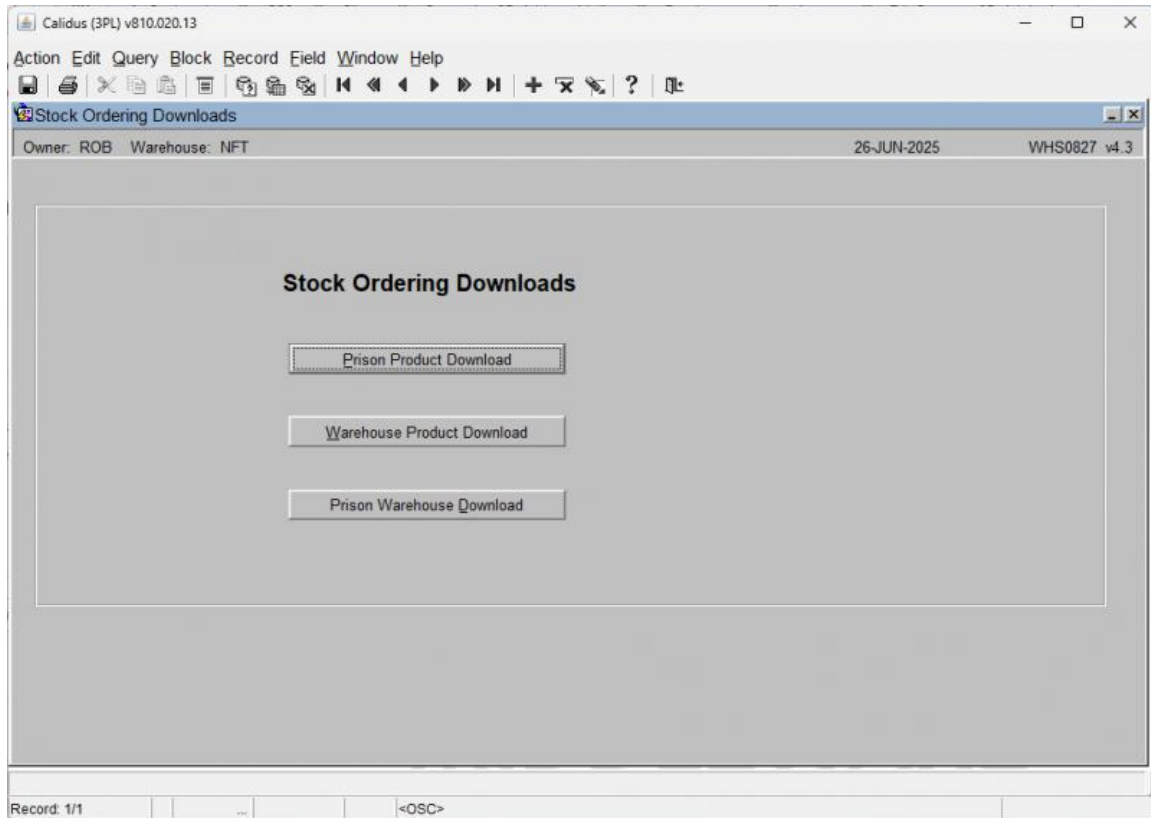 Calidus (3PL) v810.020.13
Action Edit Query Block Record Field Window Help
Stock Ordering Downloads
Owner: ROB Warehouse: NFT 26-JUN-2025 WHS0827 v4.3
Stock Ordering Downloads
Prison Product Download
Warehouse Product Download
Prison Warehouse Download
Record: 1/1 ... <OSC>